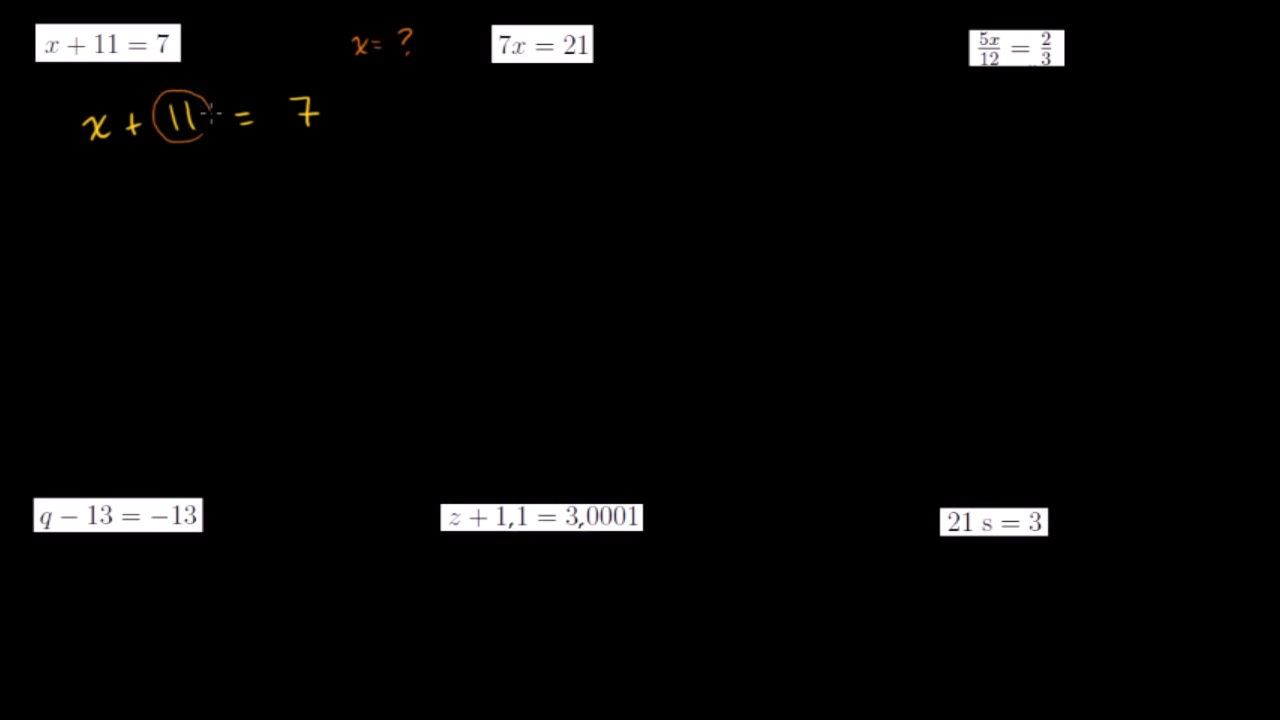 x + 11 = 7
x = ?
7x = 21
5x/12 = 2/3
x + 11 = 7
q − 13 = −13
z + 1,1 = 3,0001
21 s = 3